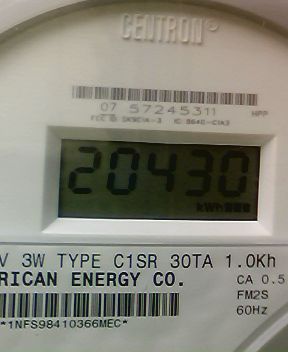 CENTRON®
07 57245311 HPP
20430
kWh
V 3W TYPE C1SR 30TA 1.0Kh
RICAN ENERGY CO. CA 0.5
FM2S
60Hz
*1NFS98410366MEC*